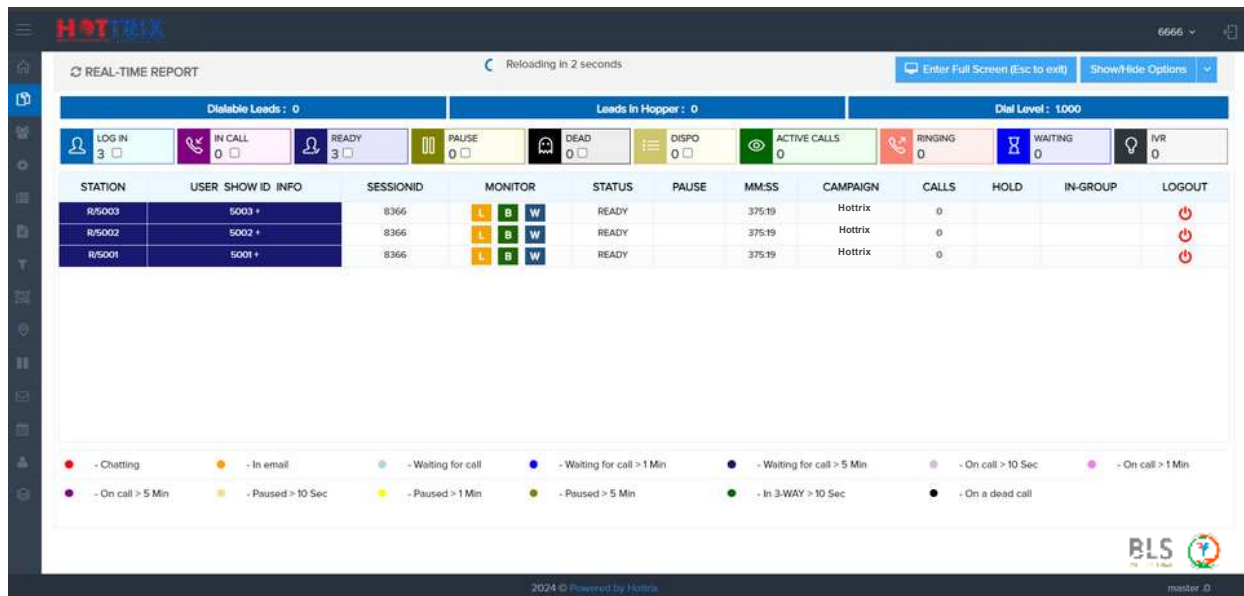 HOTTRIX 6666
REAL-TIME REPORT Reloading in 2 seconds Enter Full Screen (Esc to exit) Show/Hide Options
Dialable Leads : 0 Leads In Hopper : 0 Dial Level : 1.000
LOG IN IN CALL READY PAUSE DEAD DISPO ACTIVE CALLS RINGING WAITING IVR
3 0 3 0 0 0 0 0 0 0
STATION USER SHOW ID INFO SESSIONID MONITOR STATUS PAUSE MM:SS CAMPAIGN CALLS HOLD IN-GROUP LOGOUT
R/5003 5003 + 8366 L B W READY 375:19 Hottrix 0
R/5002 5002 + 8366 L B W READY 375:19 Hottrix 0
R/5001 5001 + 8366 L B W READY 375:19 Hottrix 0
- Chatting - In email - Waiting for call - Waiting for call > 1 Min - Waiting for call > 5 Min - On call > 10 Sec - On call > 1 Min
- On call > 5 Min - Paused > 10 Sec - Paused > 1 Min - Paused > 5 Min - In 3-WAY > 10 Sec - On a dead call
BLS
2024 © Powered by Hottrix master .0